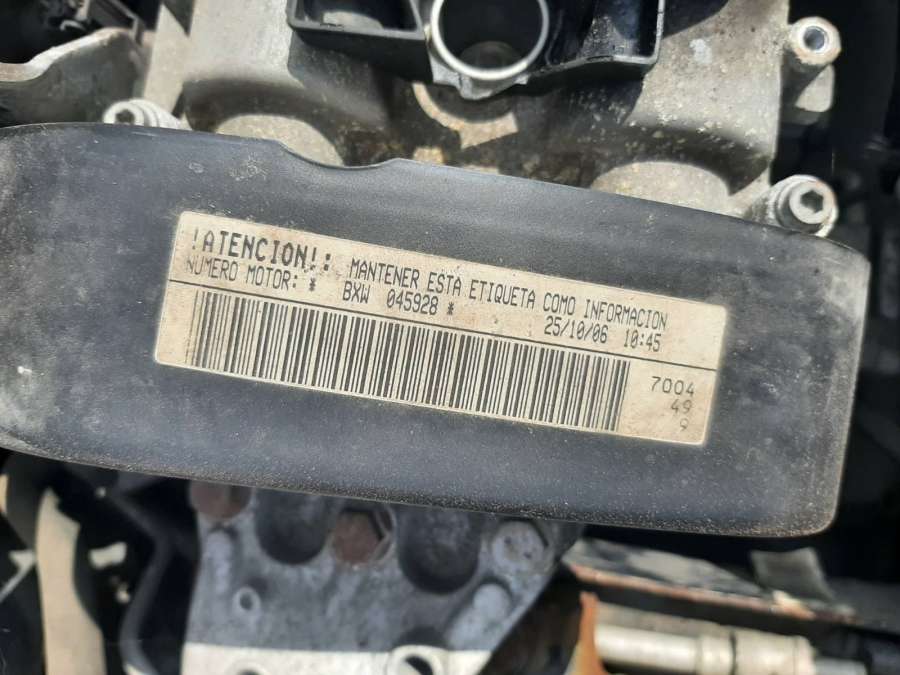 !ATENCION!: MANTENER ESTA ETIQUETA COMO INFORMACION
NUMERO MOTOR: * BXW 045928 * 25/10/06 10:45
7004
49
9